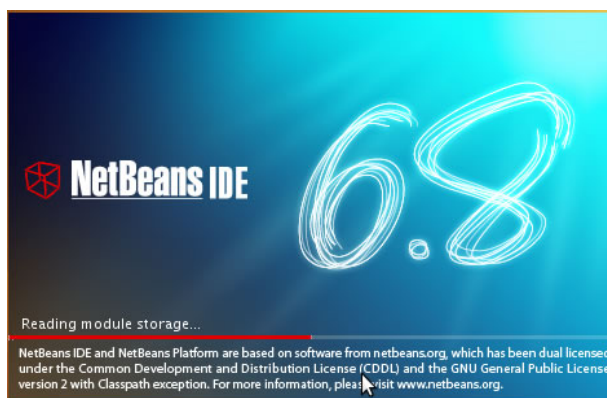 NetBeans IDE
6.8
Reading module storage...
NetBeans IDE and NetBeans Platform are based on software from netbeans.org, which has been dual licensed
under the Common Development and Distribution License (CDDL) and the GNU General Public License
version 2 with Classpath exception. For more information, please visit www.netbeans.org.